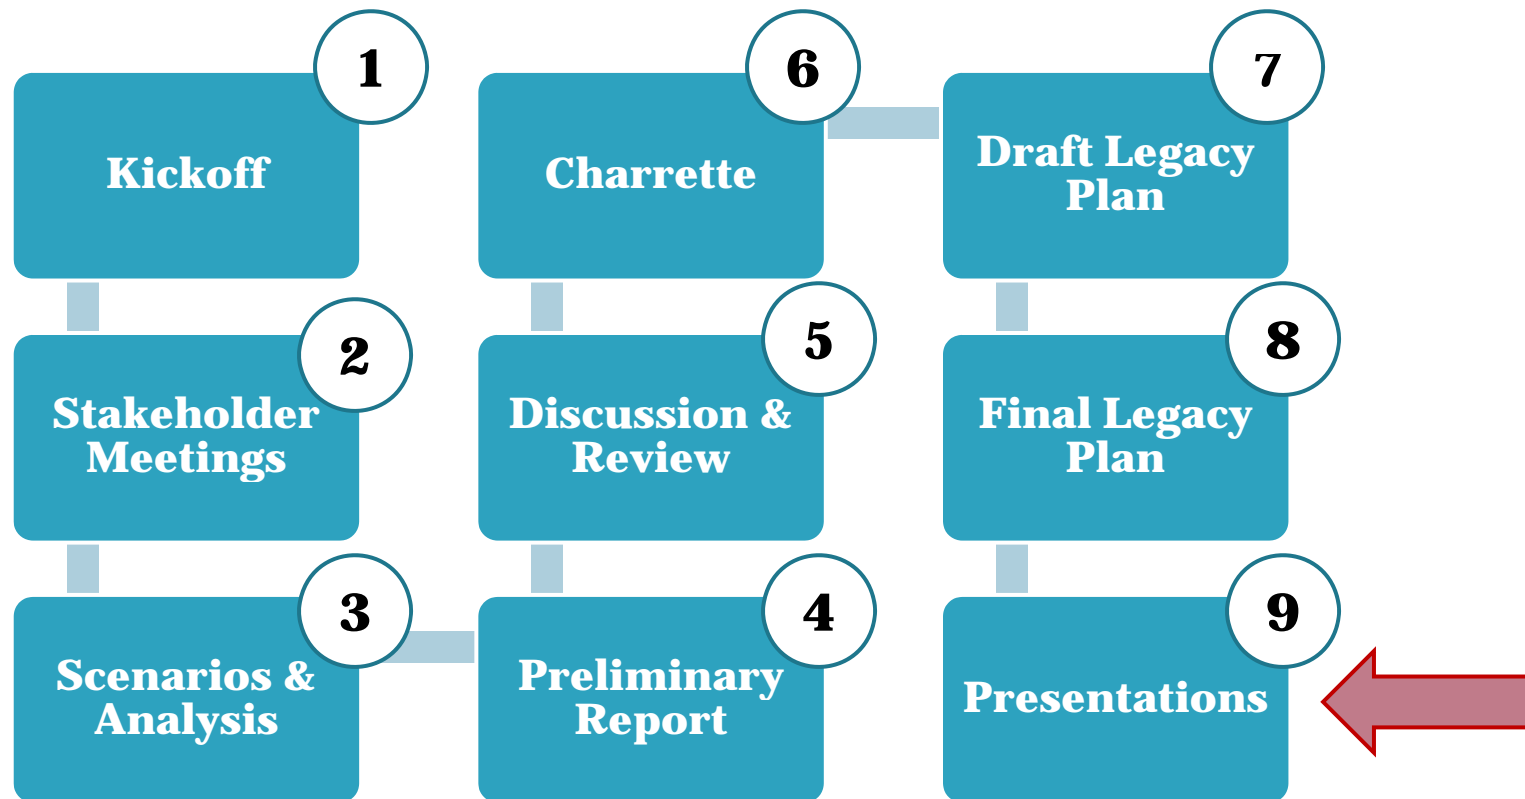 1
Kickoff
2
Stakeholder
Meetings
3
Scenarios &
Analysis
4
Preliminary
Report
5
Discussion &
Review
6
Charrette
7
Draft Legacy
Plan
8
Final Legacy
Plan
9
Presentations